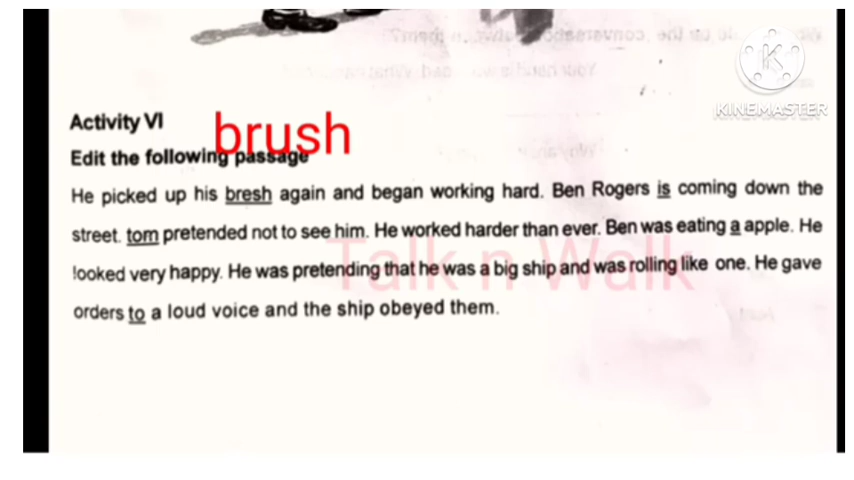 KINEMASTER
Activity VI
brush
Edit the following passage
He picked up his bresh again and began working hard. Ben Rogers is coming down the
street. tom pretended not to see him. He worked harder than ever. Ben was eating a apple. He
looked very happy. He was pretending that he was a big ship and was rolling like one. He gave
Talk n Walk
orders to a loud voice and the ship obeyed them.